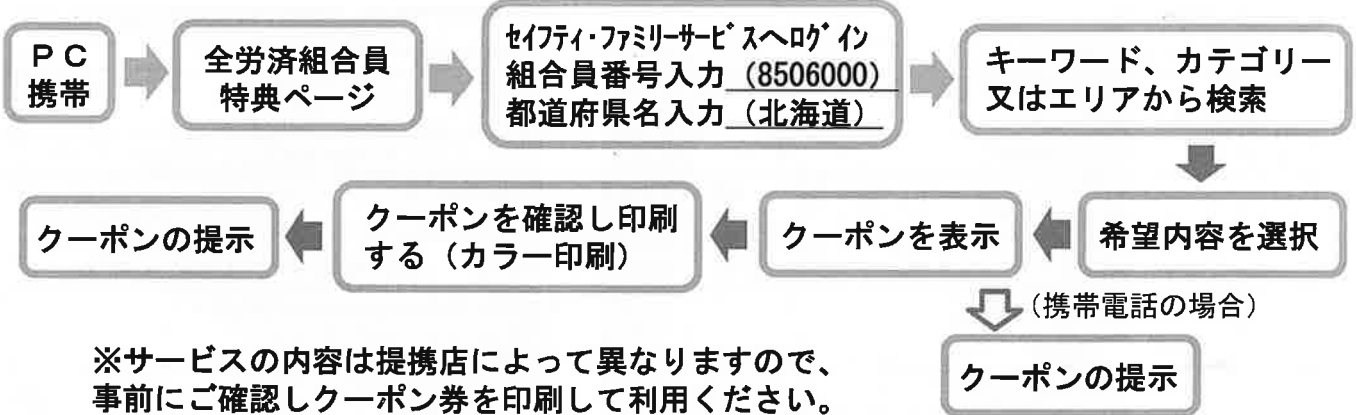 ＰＣ
携帯
全労済組合員
特典ページ
ｾｲﾌﾃｨ・ﾌｧﾐﾘｰｻｰﾋﾞｽへﾛｸﾞｲﾝ
組合員番号入力（8506000）
都道府県名入力（北海道）
キーワード、カテゴリー
又はエリアから検索
希望内容を選択
クーポンを表示
クーポンを確認し印刷
する（カラー印刷）
クーポンの提示
（携帯電話の場合）
クーポンの提示
※サービスの内容は提携店によって異なりますので、
事前にご確認しクーポン券を印刷して利用ください。